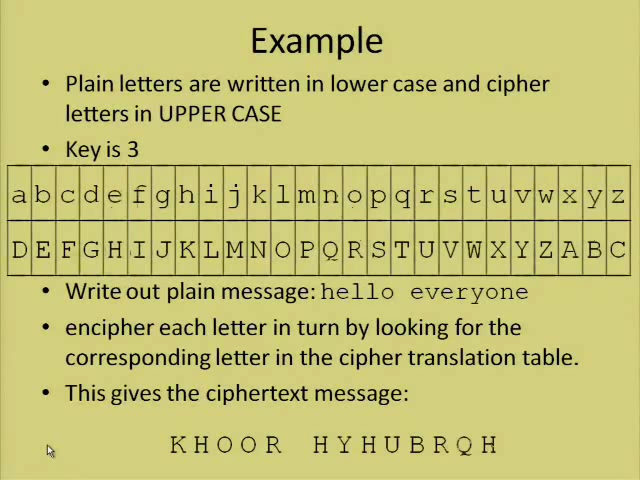 Example
• Plain letters are written in lower case and cipher
letters in UPPER CASE
• Key is 3
a b c d e f g h i j k l m n o p q r s t u v w x y z
D E F G H I J K L M N O P Q R S T U V W X Y Z A B C
• Write out plain message: hello everyone
• encipher each letter in turn by looking for the
corresponding letter in the cipher translation table.
• This gives the ciphertext message:
K H O O R  H Y H U B R Q H